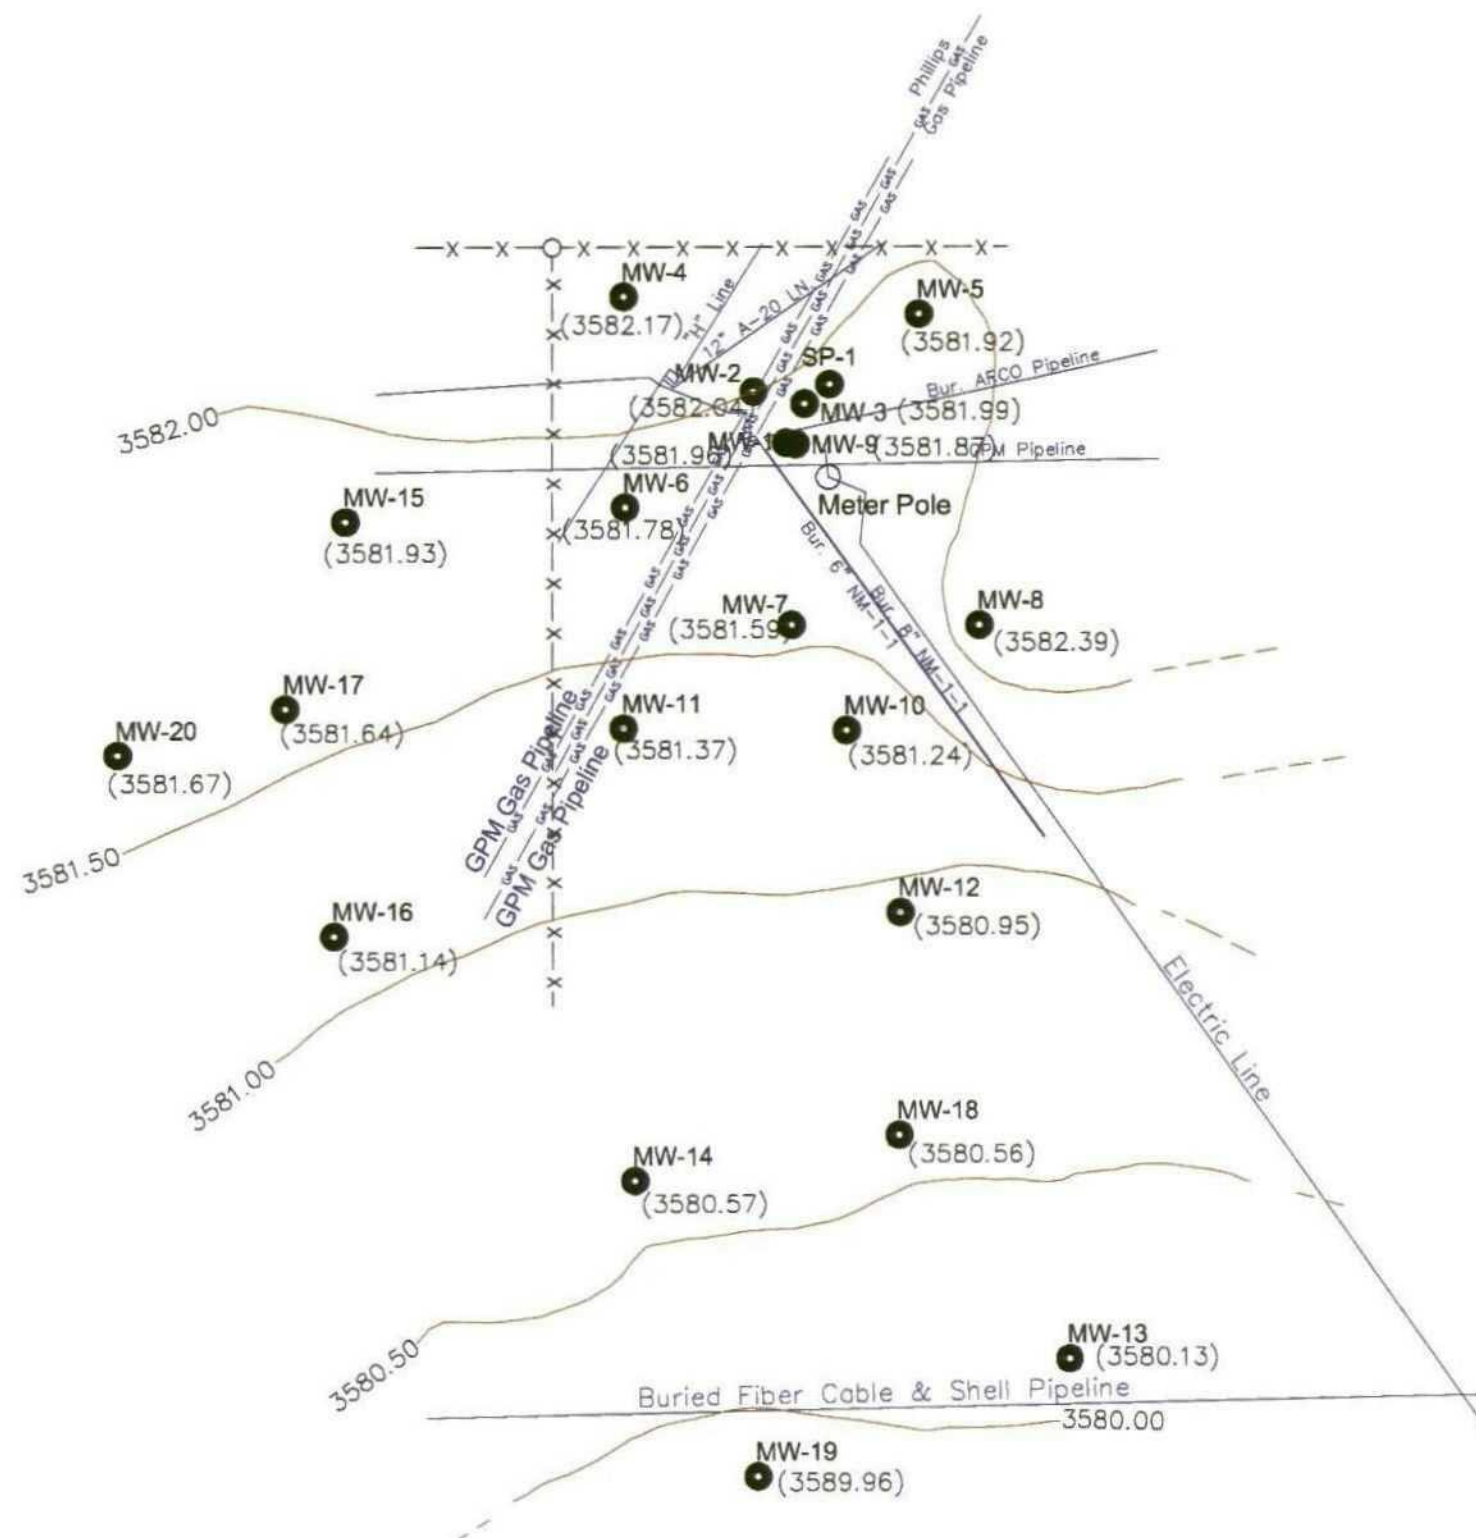 Phillips
Gas Pipeline
MW-4
(3582.17)
"H" Line
12" A-20 LN
MW-5
(3581.92)
SP-1
MW-2
(3582.04)
Bur. ARCO Pipeline
MW-3 (3581.99)
3582.00
MW-1
(3581.96)
MW-9 (3581.87)
GPM Pipeline
MW-6
(3581.78)
Meter Pole
MW-15
(3581.93)
Bur. 6" NM-1-1
Bur. 8" NM-1-1
MW-7
(3581.59)
MW-8
(3582.39)
MW-17
(3581.64)
MW-20
(3581.67)
MW-11
(3581.37)
MW-10
(3581.24)
GPM Gas Pipeline
GPM Gas Pipeline
GAS
3581.50
MW-12
(3580.95)
MW-16
(3581.14)
Electric Line
3581.00
MW-18
(3580.56)
MW-14
(3580.57)
3580.50
MW-13
(3580.13)
Buried Fiber Cable & Shell Pipeline
3580.00
MW-19
(3589.96)